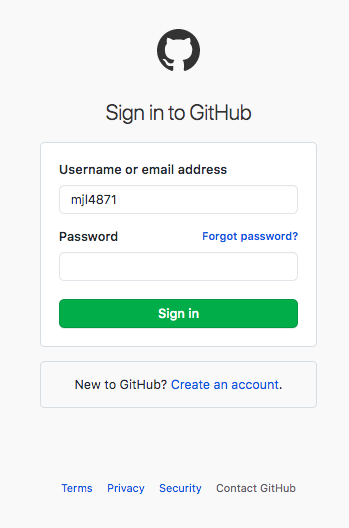 Sign in to GitHub
Username or email address
mjl4871
Password Forgot password?
Sign in
New to GitHub? Create an account.
Terms Privacy Security Contact GitHub